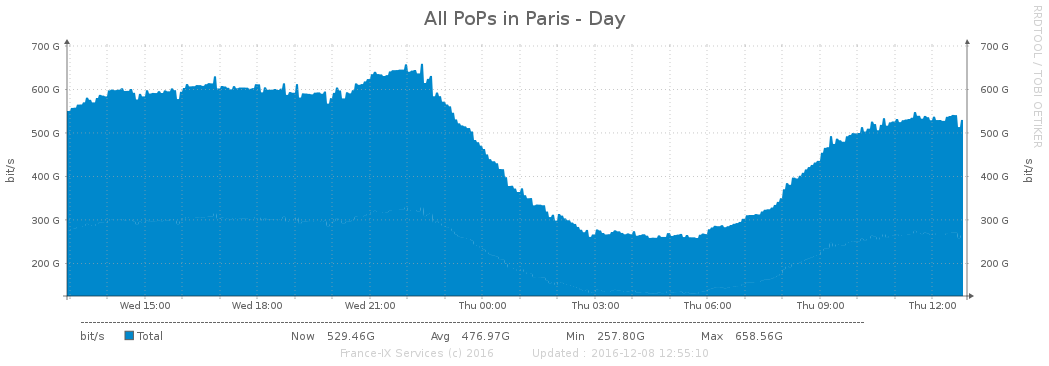 All PoPs in Paris - Day
RRDTOOL / TOBI OETIKER
700 G 700 G
600 G 600 G
500 G 500 G
400 G 400 G
300 G 300 G
200 G 200 G
bit/s
bit/s
Wed 15:00 Wed 18:00 Wed 21:00 Thu 00:00 Thu 03:00 Thu 06:00 Thu 09:00 Thu 12:00
bit/s Total Now 529.46G Avg 476.97G Min 257.80G Max 658.56G
France-IX Services (c) 2016 Updated : 2016-12-08 12:55:10